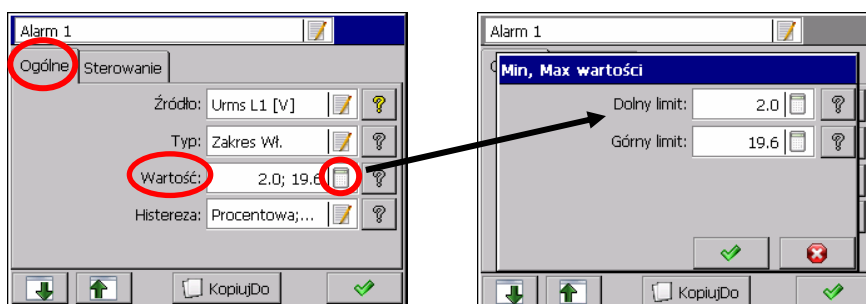 Alarm 1
Ogólne Sterowanie
Źródło: Urms L1 [V]
Typ: Zakres Wł.
Wartość: 2.0; 19.6
Histereza: Procentowa;...
KopiujDo
Alarm 1
Min, Max wartości
Dolny limit: 2.0
Górny limit: 19.6
KopiujDo